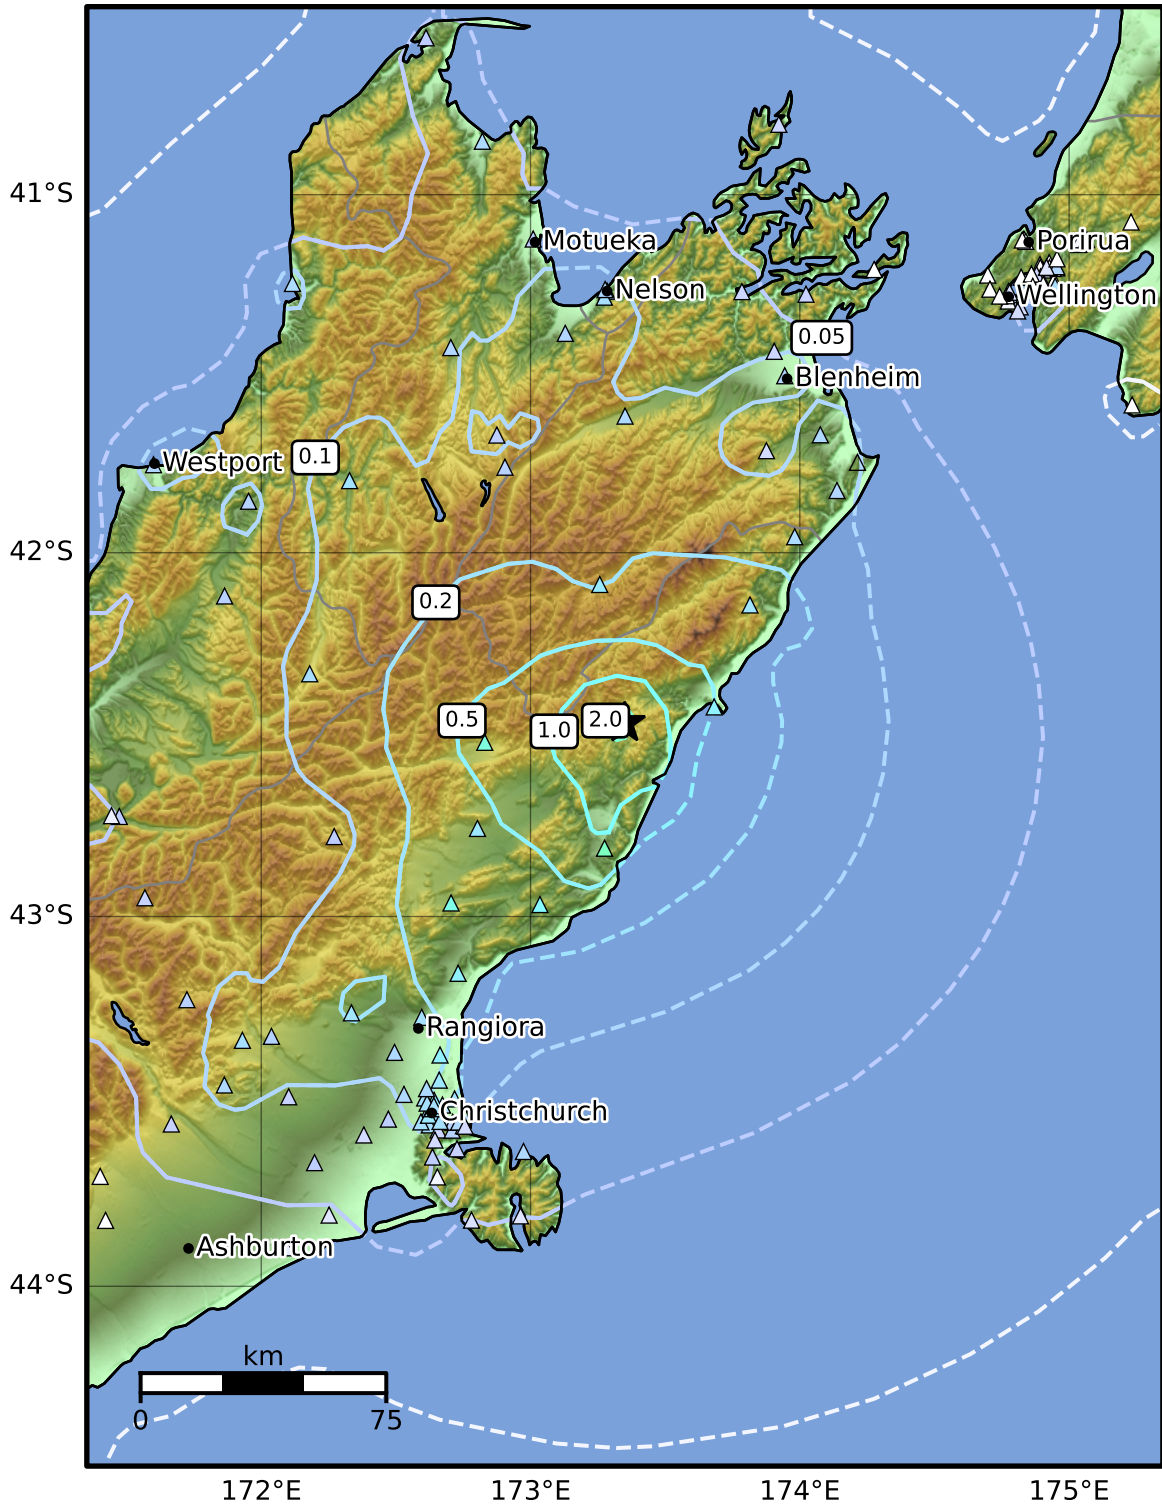 41°S
Motueka
Porirua
Nelson
Wellington
0.05
Blenheim
0.1
Westport
42°S
0.2
0.5
1.0
2.0
43°S
Rangiora
Christchurch
Ashburton
44°S
km
0
75
172°E
173°E
174°E
175°E